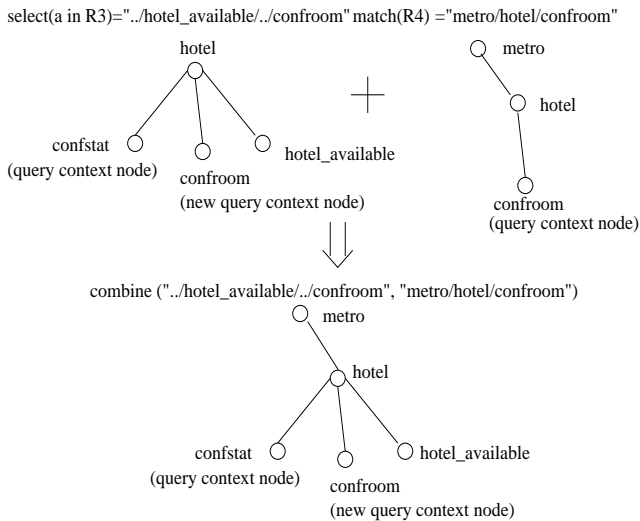 select(a in R3)="../hotel_available/../confroom" match(R4) ="metro/hotel/confroom"
hotel
confstat
(query context node)
confroom
(new query context node)
hotel_available
metro
hotel
confroom
(query context node)
combine ("../hotel_available/../confroom", "metro/hotel/confroom")
metro
hotel
confstat
(query context node)
confroom
(new query context node)
hotel_available